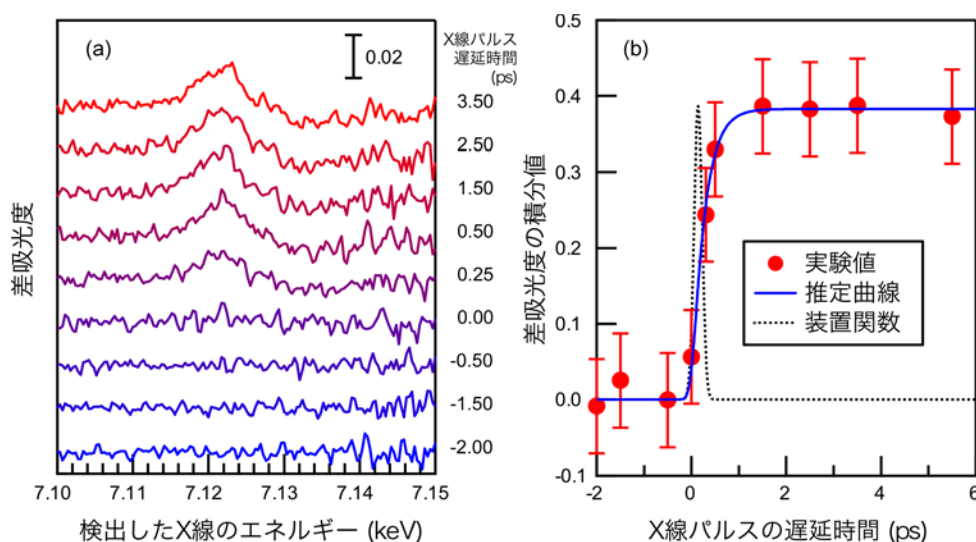 (a)
0.02
X線パルス
遅延時間
(ps)
3.50
2.50
1.50
0.50
0.25
0.00
-0.50
-1.50
-2.00
差吸光度
7.10 7.11 7.12 7.13 7.14 7.15
検出したX線のエネルギー (keV)
(b)
0.5
0.4
0.3
0.2
0.1
0.0
-0.1
差吸光度の積分値
実験値
推定曲線
装置関数
-2 0 2 4 6
X線パルスの遅延時間 (ps)